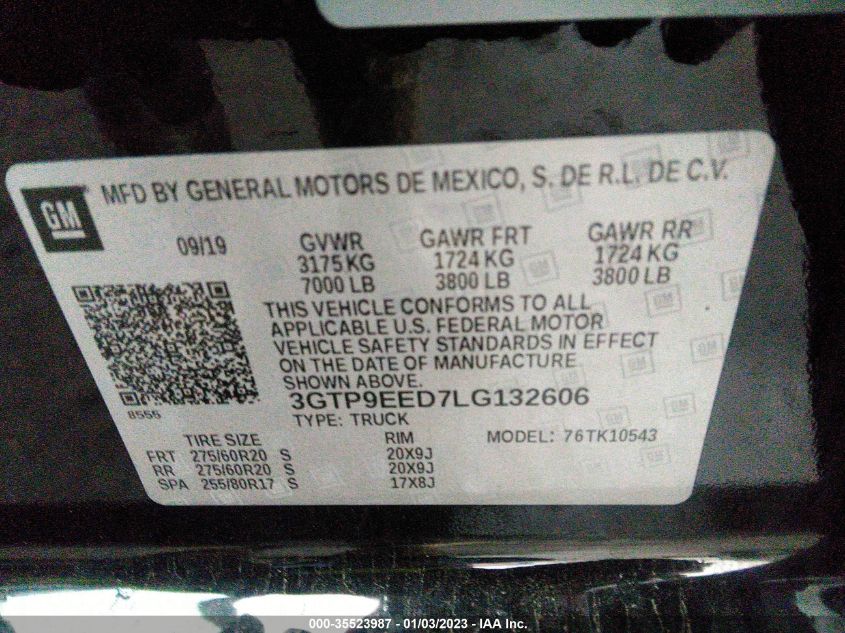 GM ® MFD BY GENERAL MOTORS DE MEXICO, S. DE R.L. DE C.V.
09/19 GVWR GAWR FRT GAWR RR
3175 KG 1724 KG 1724 KG
7000 LB 3800 LB 3800 LB
THIS VEHICLE CONFORMS TO ALL
APPLICABLE U.S. FEDERAL MOTOR
VEHICLE SAFETY STANDARDS IN EFFECT
ON THE DATE OF MANUFACTURE
SHOWN ABOVE.
8555 3GTP9EED7LG132606
TYPE: TRUCK
TIRE SIZE RIM MODEL: 76TK10543
FRT 275/60R20 S 20X9J
RR 275/60R20 S 20X9J
SPA 255/80R17 S 17X8J
000-35523987 - 01/03/2023 - IAA Inc.